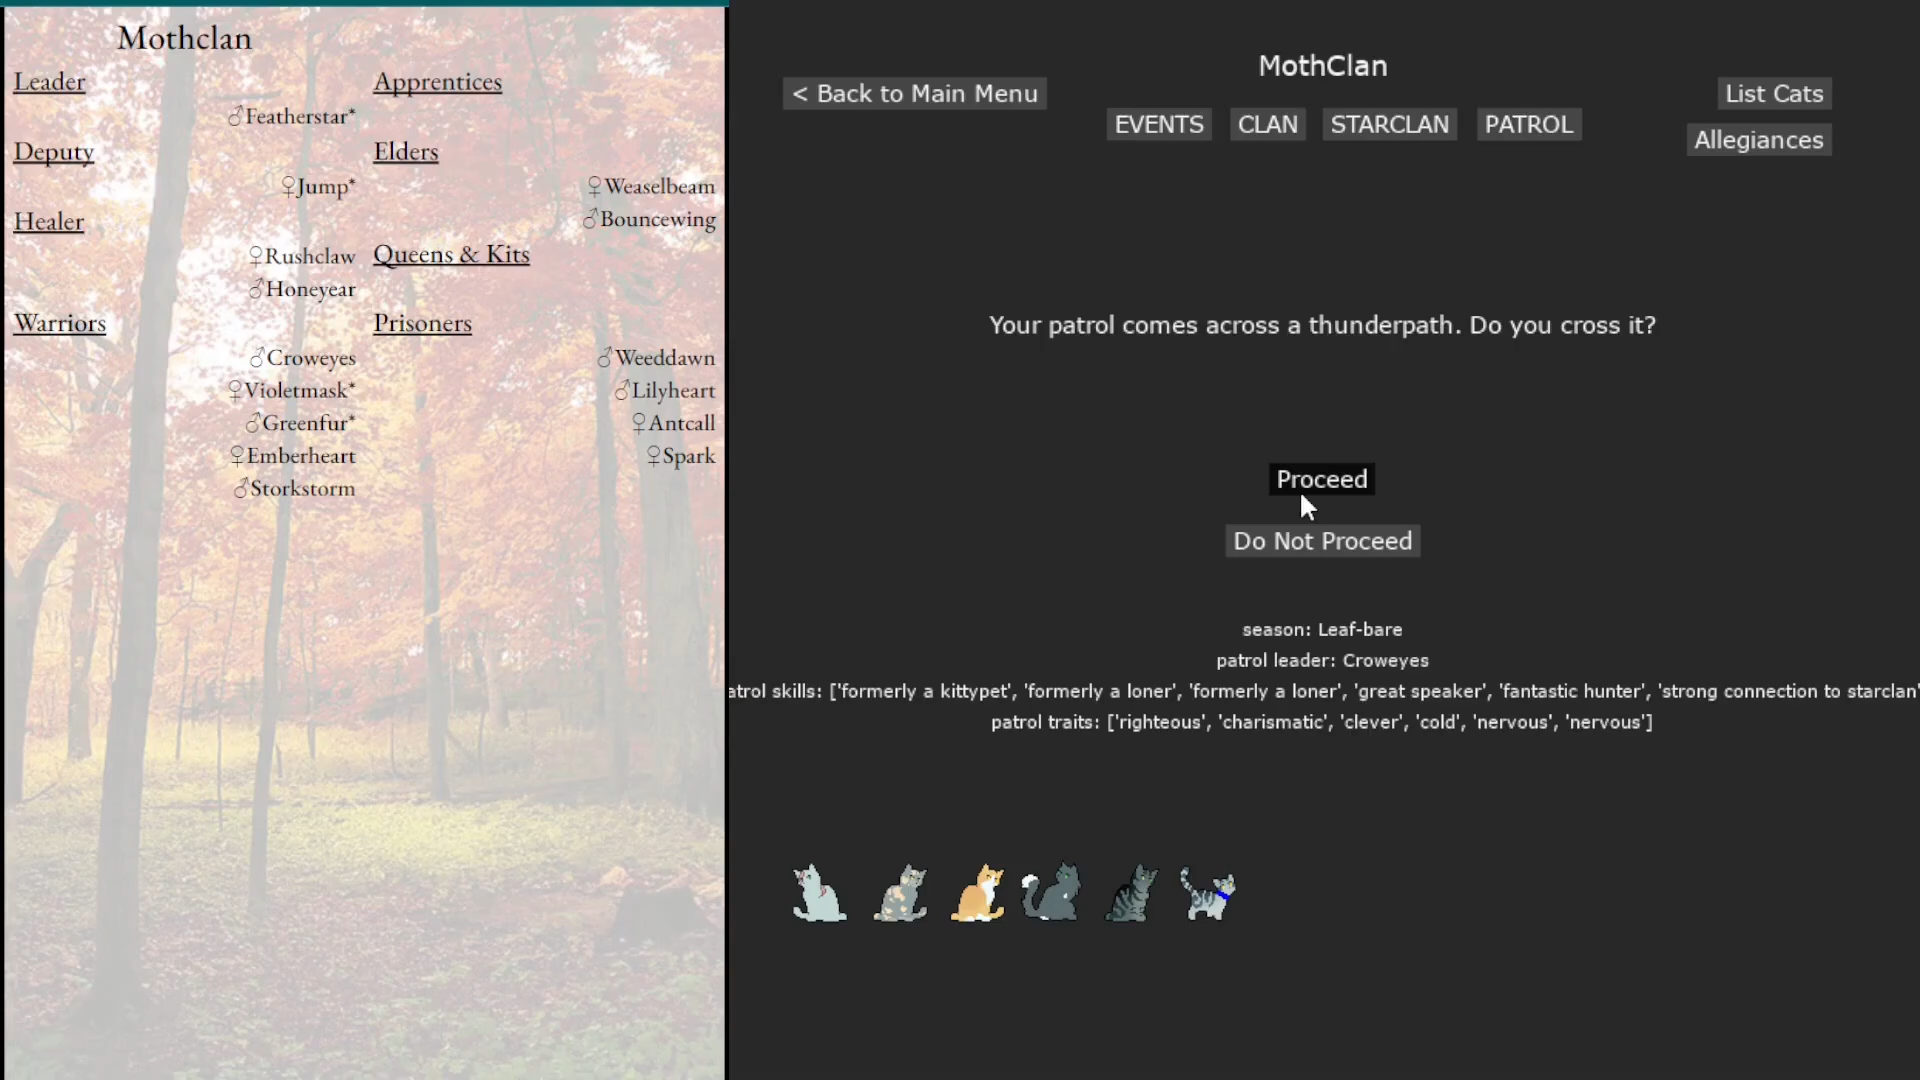 Mothclan
Leader
♂Featherstar*
Deputy
♀Jump*
Healer
♀Rushclaw
♂Honeyear
Warriors
♂Croweyes
♀Violetmask*
♂Greenfur*
♀Emberheart
♂Storkstorm
Apprentices
Elders
♀Weaselbeam
♂Bouncewing
Queens & Kits
Prisoners
♂Weeddawn
♂Lilyheart
♀Antcall
♀Spark
MothClan
< Back to Main Menu
List Cats
EVENTS CLAN STARCLAN PATROL
Allegiances
Your patrol comes across a thunderpath. Do you cross it?
Proceed
Do Not Proceed
season: Leaf-bare
patrol leader: Croweyes
atrol skills: ['formerly a kittypet', 'formerly a loner', 'formerly a loner', 'great speaker', 'fantastic hunter', 'strong connection to starclan'
patrol traits: ['righteous', 'charismatic', 'clever', 'cold', 'nervous', 'nervous']